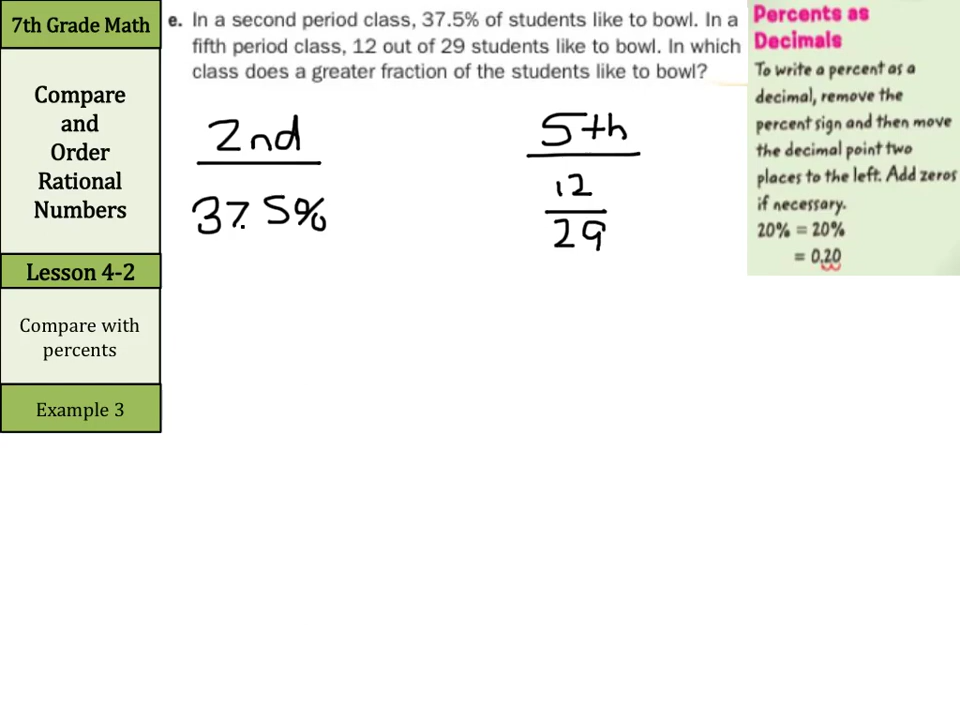 7th Grade Math
Compare
and
Order
Rational
Numbers
Lesson 4-2
Compare with
percents
Example 3
e. In a second period class, 37.5% of students like to bowl. In a
fifth period class, 12 out of 29 students like to bowl. In which
class does a greater fraction of the students like to bowl?
2nd
37.5%
5th
12
29
Percents as
Decimals
To write a percent as a
decimal, remove the
percent sign and then move
the decimal point two
places to the left. Add zeros
if necessary.
20% = 20%
= 0.20